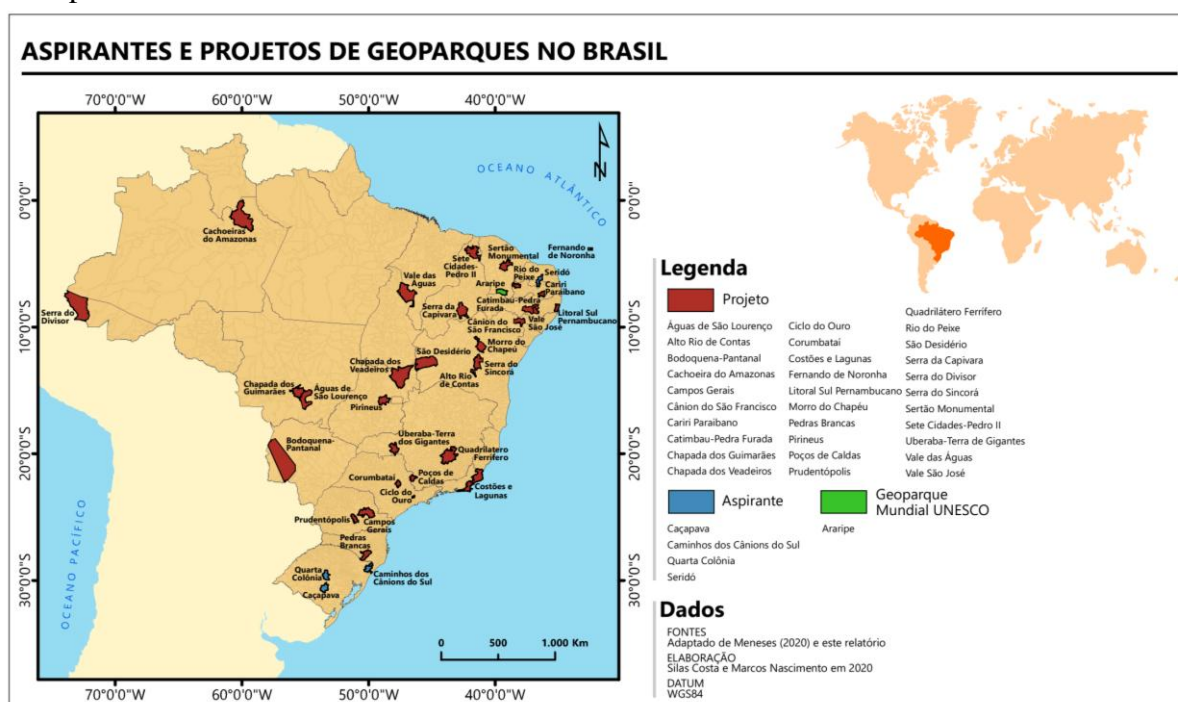 ASPIRANTES E PROJETOS DE GEOPARQUES NO BRASIL
70°0'0"W
60°0'0"W
50°0'0"W
40°0'0"W
0°0'0"
10°0'0"S
20°0'0"S
30°0'0"S
OCEANO ATLÂNTICO
N
0°0'0"
10°0'0"S
20°0'0"S
30°0'0"S
Cachoeiras
do Amazonas
Serra do
Divisor
Vale das
Águas
Sete
Cidades-
Pedro II
Sertão
Monumental
Fernando
de Noronha
Rio do
Peixe
Seridó
Araripe
Cariri
Paraibano
Serra da
Capivara
Catimbau-Pedra
Furada
Cânion do
São Francisco
Vale
São José
Litoral Sul
Pernambucano
Morro do
Chapéu
São Desidério
Chapada dos
Veadeiros
Serra do
Sincorá
Alto Rio
de Contas
Chapada dos
Guimarães
Águas de
São Lourenço
Pirineus
Bodoquena-
Pantanal
Uberaba-Terra
dos Gigantes
Quadrilátero
Ferrífero
Corumbataí
Poços de
Caldas
Ciclo do
Ouro
Costões e
Lagunas
Prudentópolis
Campos
Gerais
Pedras
Brancas
Quarta
Colônia
Caminhos dos
Cânions do Sul
Caçapava
OCEANO PACÍFICO
0 500 1.000 Km
70°0'0"W
60°0'0"W
50°0'0"W
40°0'0"W
Legenda
Projeto
Águas de São Lourenço
Alto Rio de Contas
Bodoquena-Pantanal
Cachoeira do Amazonas
Campos Gerais
Cânion do São Francisco
Cariri Paraibano
Catimbau-Pedra Furada
Chapada dos Guimarães
Chapada dos Veadeiros
Ciclo do Ouro
Corumbataí
Costões e Lagunas
Fernando de Noronha
Litoral Sul Pernambucano
Morro do Chapéu
Pedras Brancas
Pirineus
Poços de Caldas
Prudentópolis
Quadrilátero Ferrífero
Rio do Peixe
São Desidério
Serra da Capivara
Serra do Divisor
Serra do Sincorá
Sertão Monumental
Sete Cidades-Pedro II
Uberaba-Terra de Gigantes
Vale das Águas
Vale São José
Aspirante
Caçapava
Caminhos dos Cânions do Sul
Quarta Colônia
Seridó
Geoparque
Mundial UNESCO
Araripe
Dados
FONTES
Adaptado de Meneses (2020) e este relatório
ELABORAÇÃO
Silas Costa e Marcos Nascimento em 2020
DATUM
WGS84